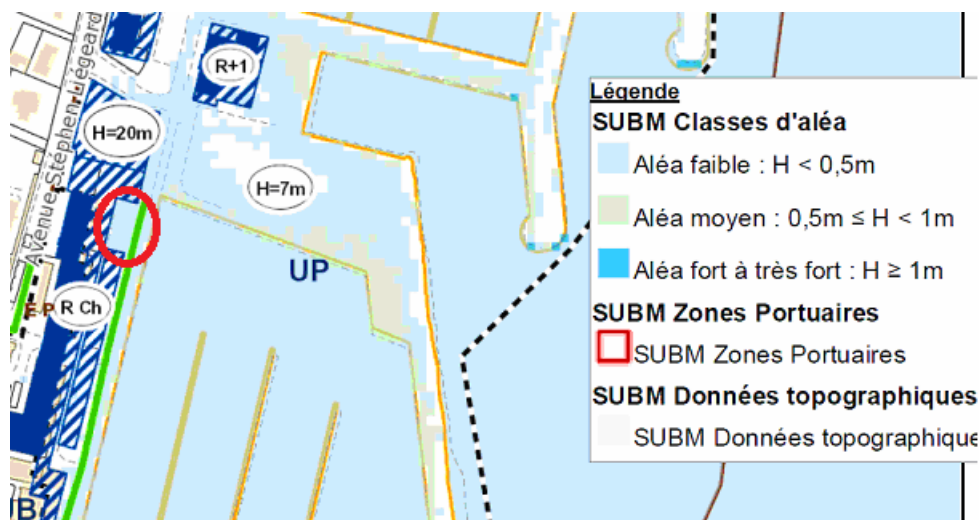 Avenue Stéphen Liégeard
R+1
H=20m
H=7m
UP
R Ch
E P
UB
Légende
SUBM Classes d'aléa
Aléa faible : H < 0,5m
Aléa moyen : 0,5m ≤ H < 1m
Aléa fort à très fort : H ≥ 1m
SUBM Zones Portuaires
SUBM Zones Portuaires
SUBM Données topographiques
SUBM Données topographique